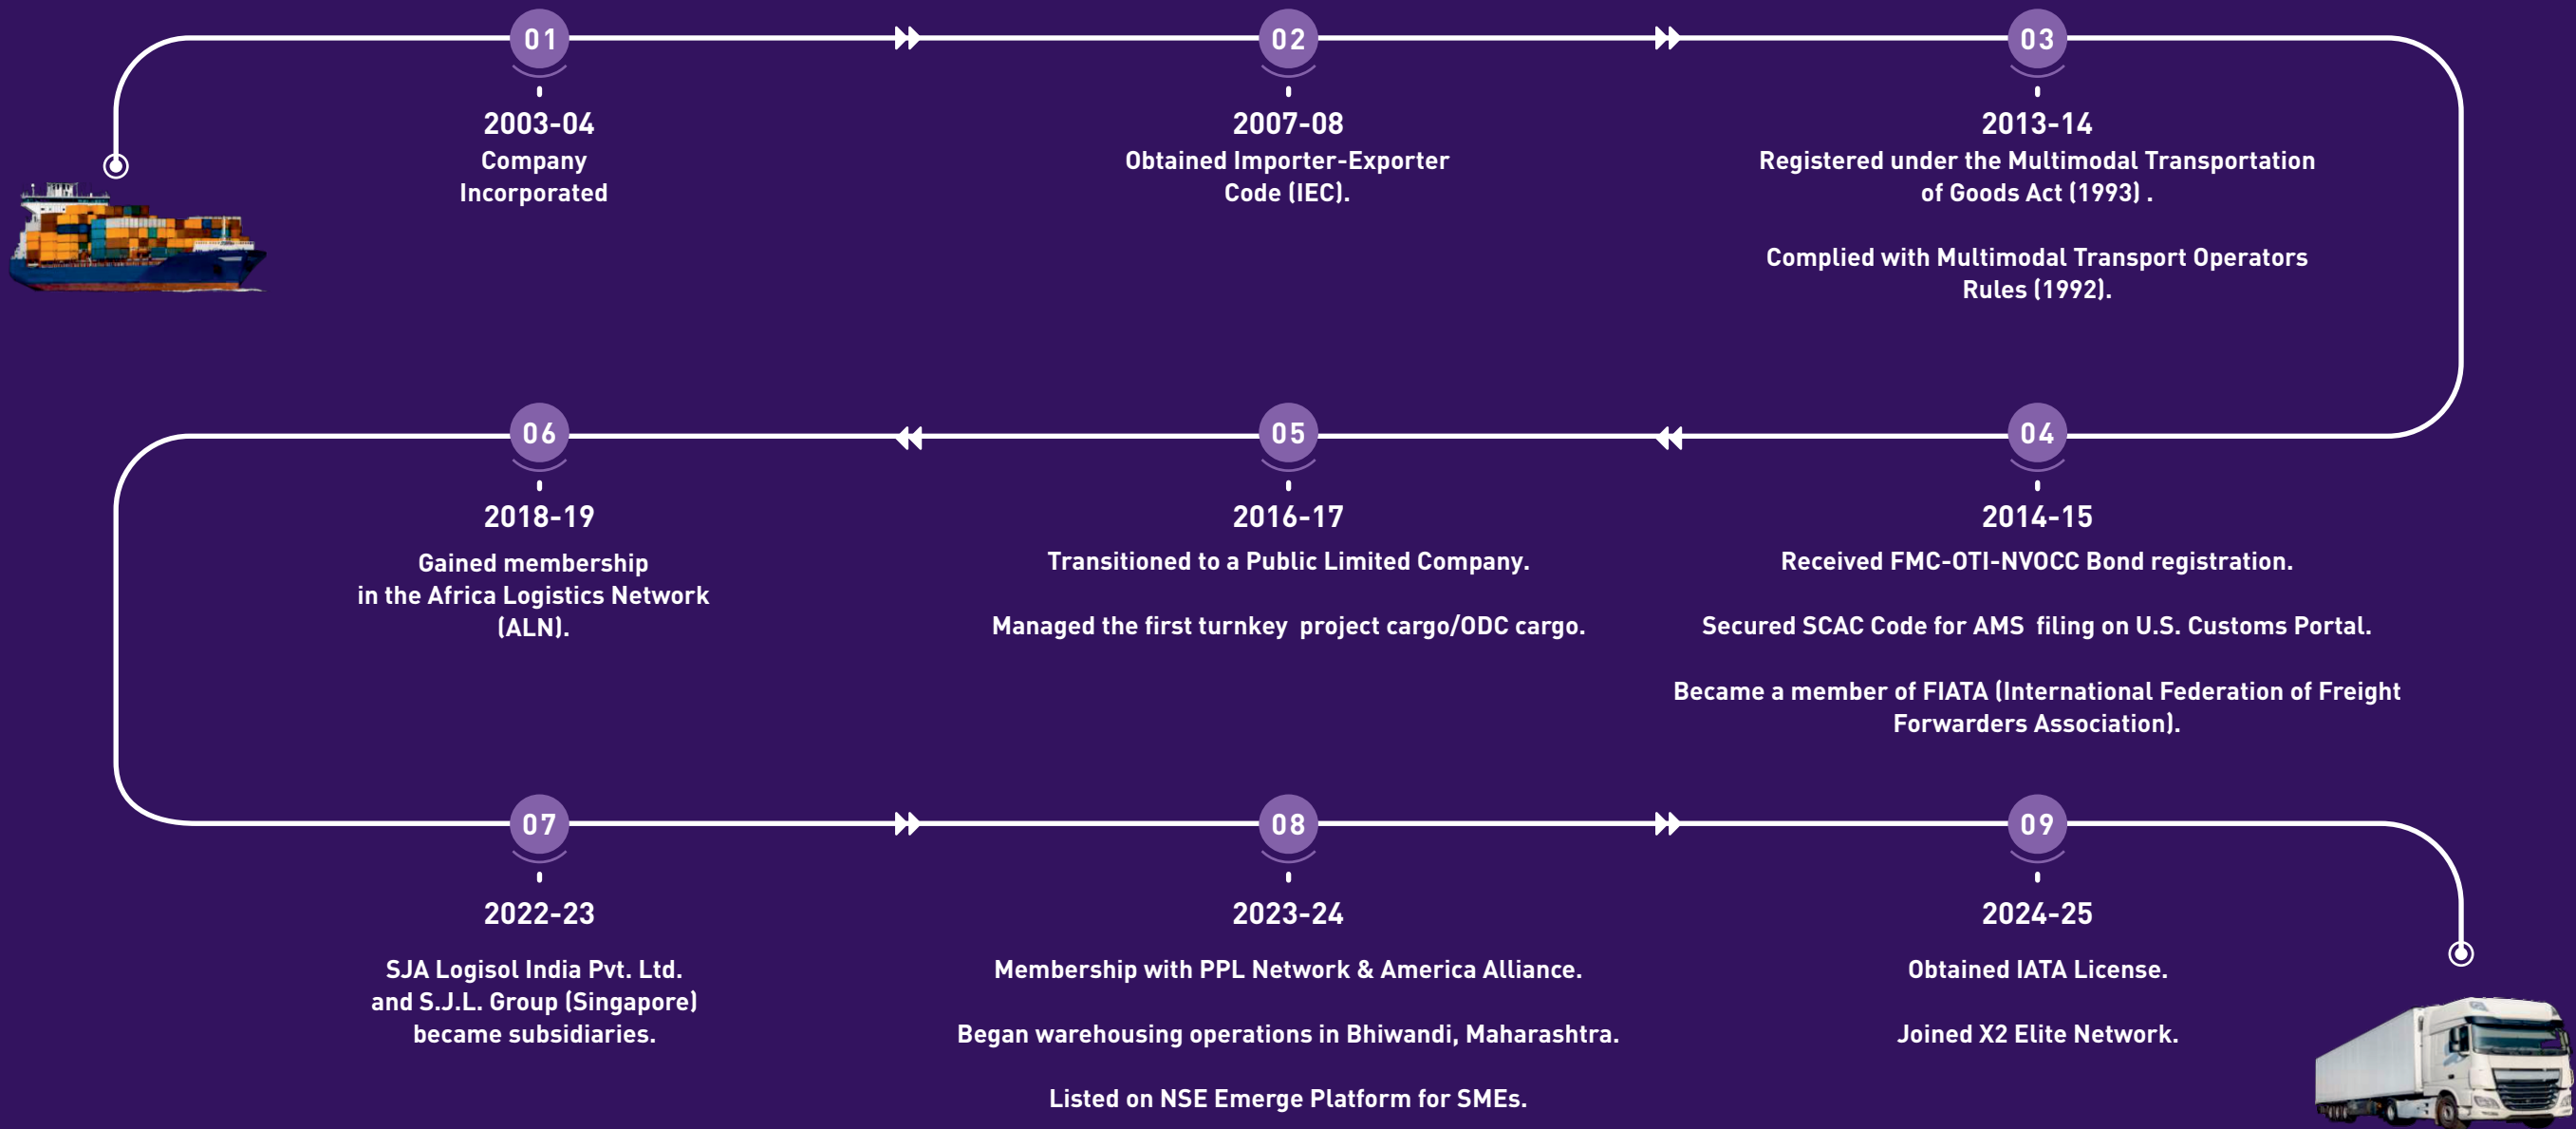 01
2003-04
Company
Incorporated
02
2007-08
Obtained Importer-Exporter
Code (IEC).
03
2013-14
Registered under the Multimodal Transportation
of Goods Act (1993) .
Complied with Multimodal Transport Operators
Rules (1992).
04
2014-15
Received FMC-OTI-NVOCC Bond registration.
Secured SCAC Code for AMS  filing on U.S. Customs Portal.
Became a member of FIATA (International Federation of Freight
Forwarders Association).
05
2016-17
Transitioned to a Public Limited Company.
Managed the first turnkey  project cargo/ODC cargo.
06
2018-19
Gained membership
in the Africa Logistics Network
(ALN).
07
2022-23
SJA Logisol India Pvt. Ltd.
and S.J.L. Group (Singapore)
became subsidiaries.
08
2023-24
Membership with PPL Network & America Alliance.
Began warehousing operations in Bhiwandi, Maharashtra.
Listed on NSE Emerge Platform for SMEs.
09
2024-25
Obtained IATA License.
Joined X2 Elite Network.